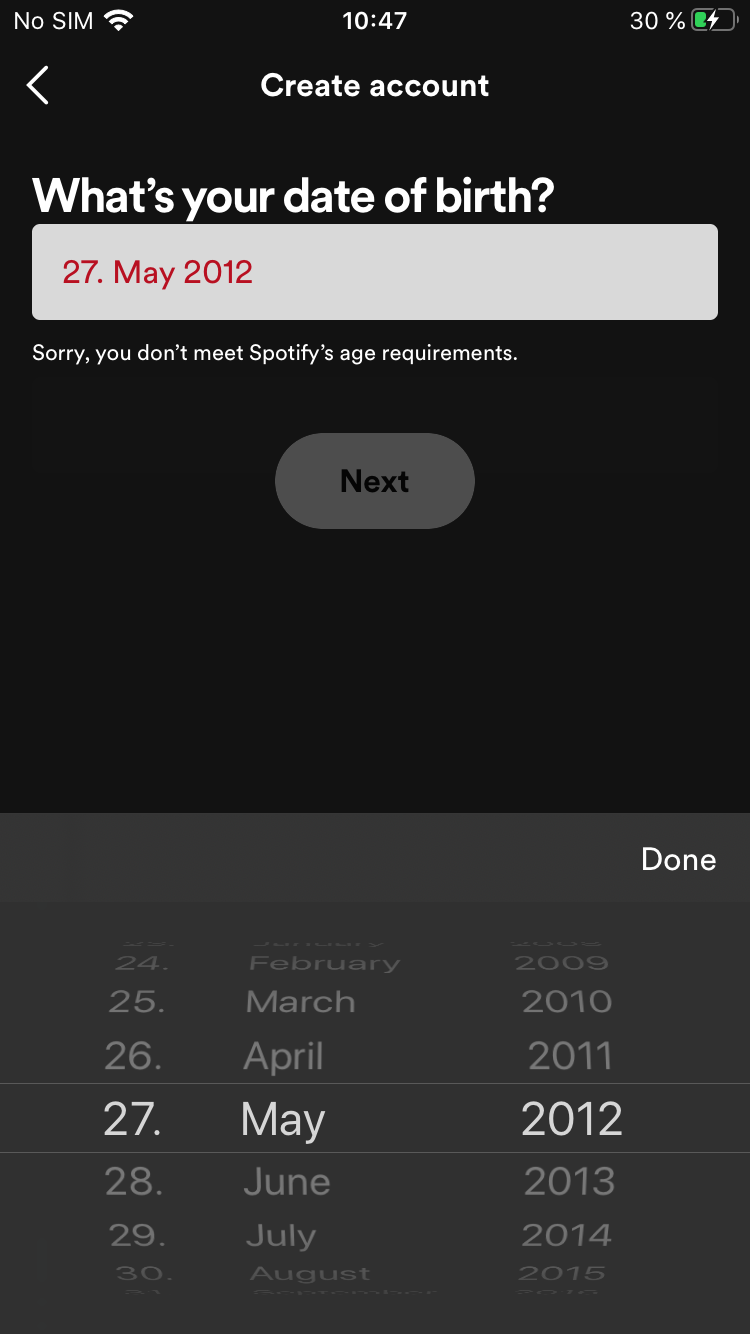 No SIM 10:47 30 %
Create account
What's your date of birth?
27. May 2012
Sorry, you don't meet Spotify's age requirements.
Next
Done
24. February 2009
25. March 2010
26. April 2011
27. May 2012
28. June 2013
29. July 2014
30. August 2015